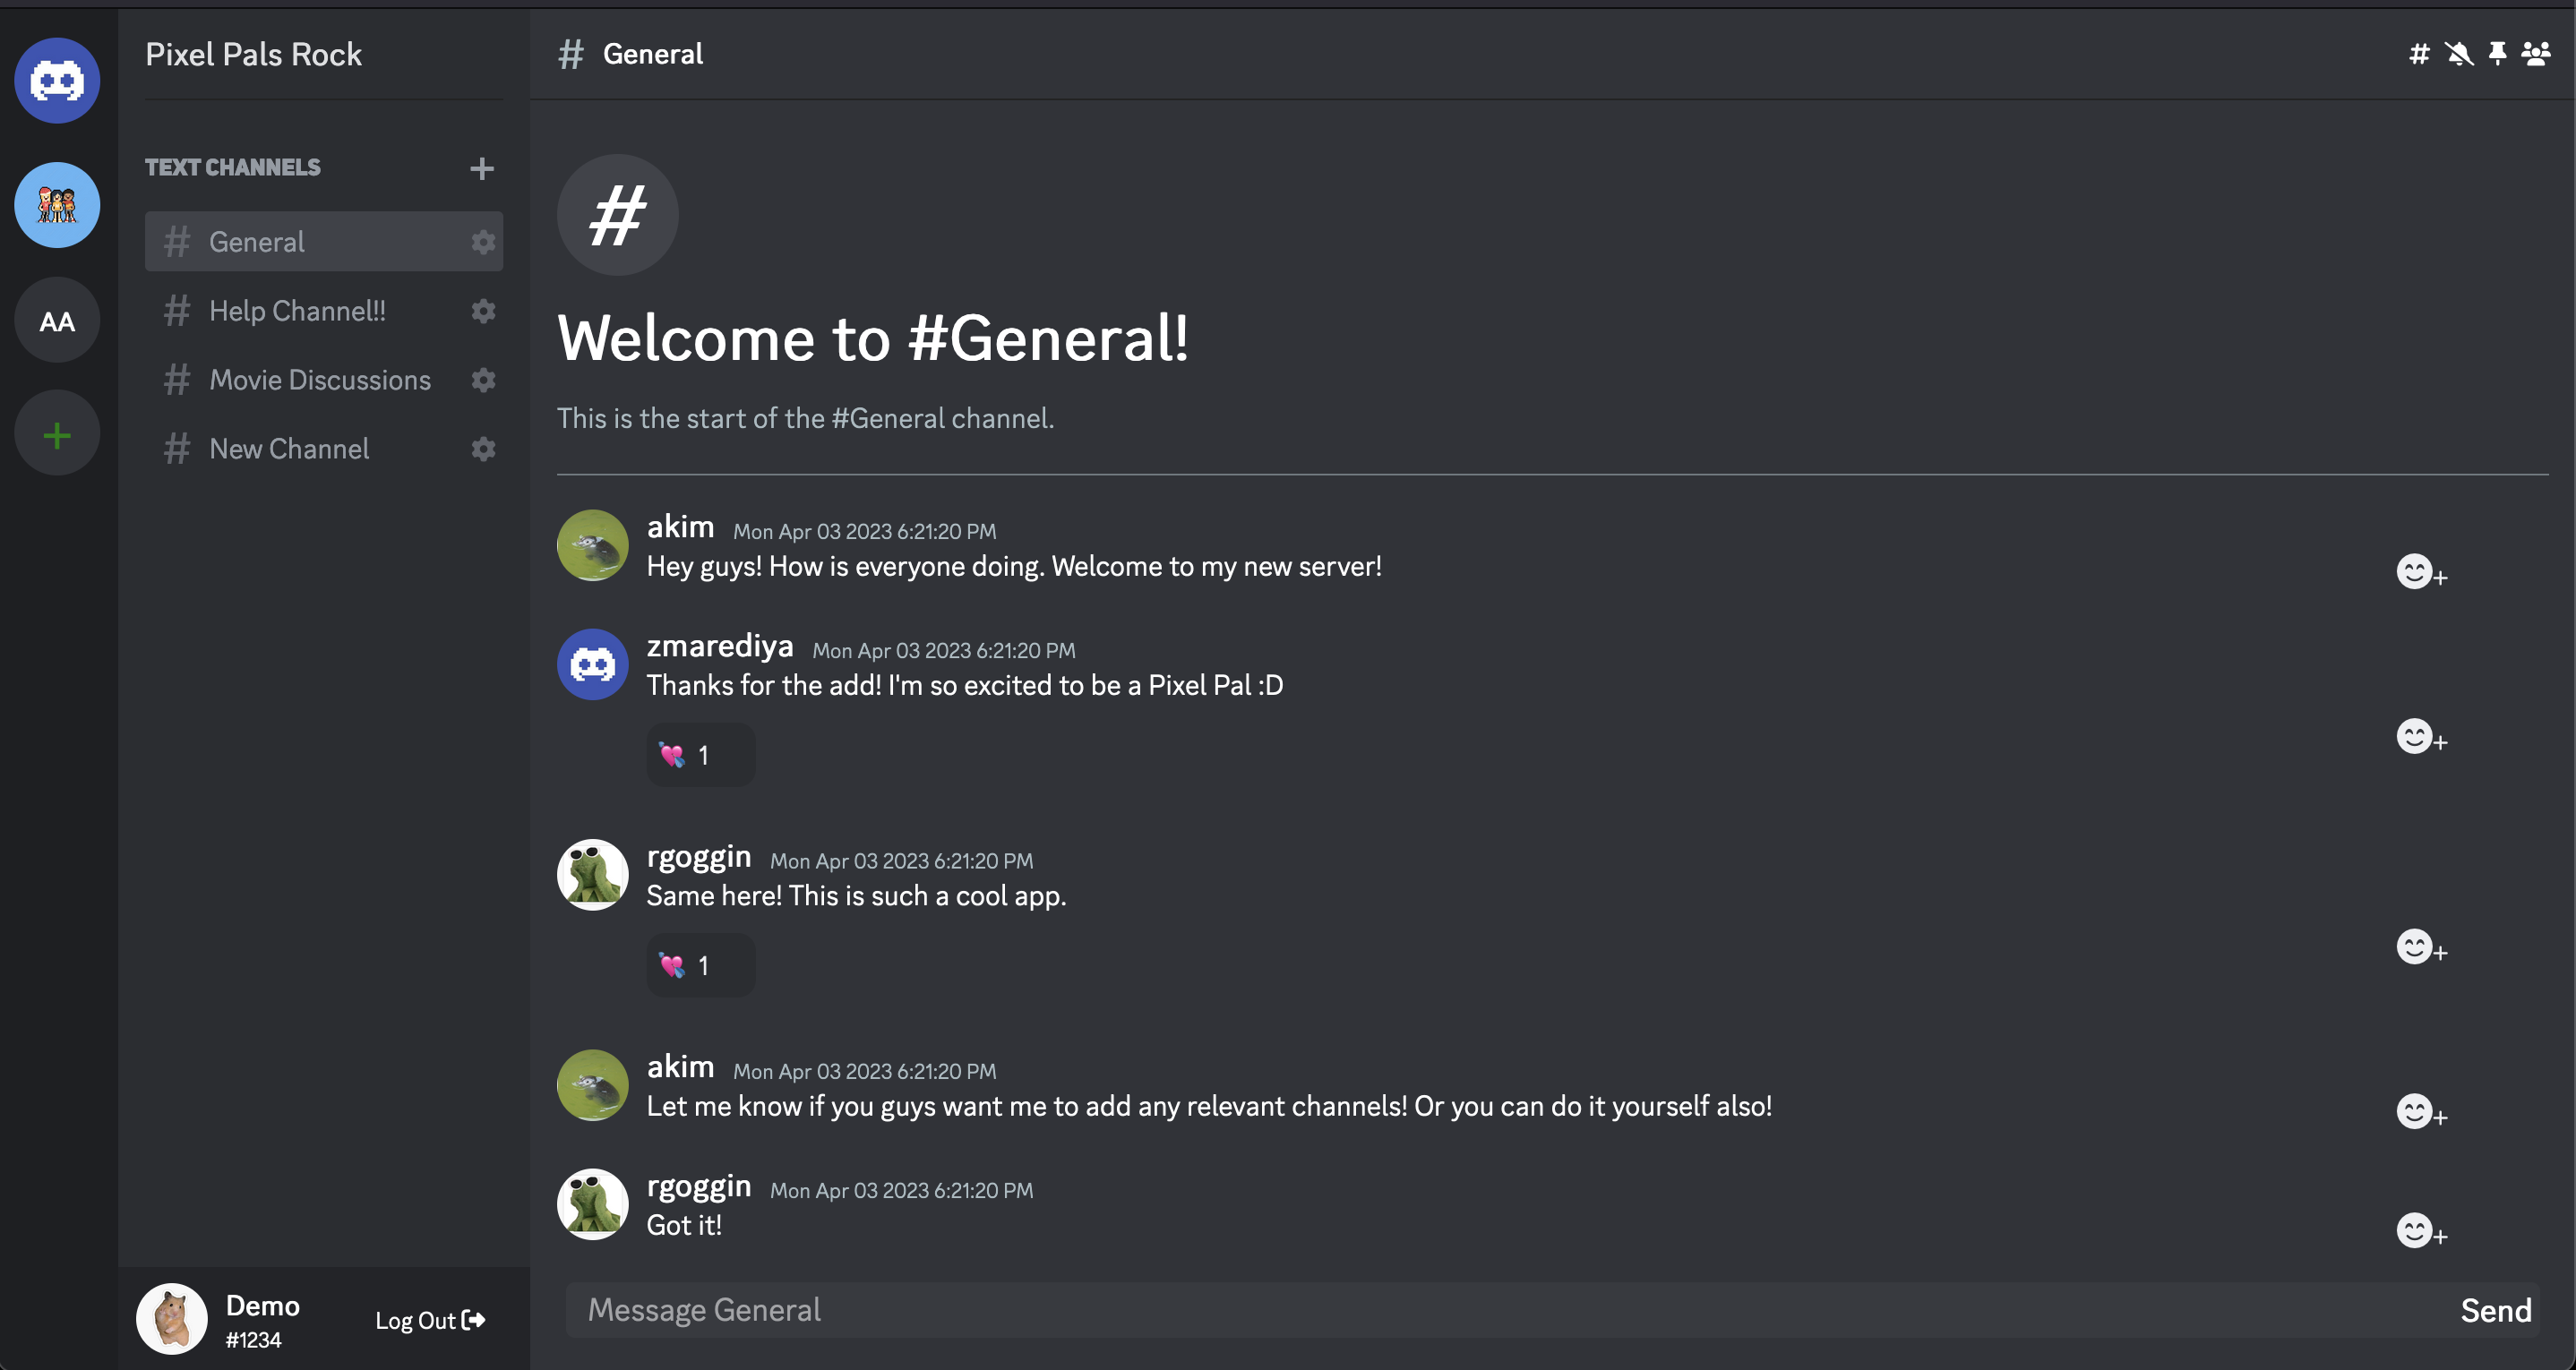 Pixel Pals Rock
TEXT CHANNELS
# General
# Help Channel!!
# Movie Discussions
# New Channel
AA
+
Demo
#1234
Log Out
# General
#
#
Welcome to #General!
This is the start of the #General channel.
akim Mon Apr 03 2023 6:21:20 PM
Hey guys! How is everyone doing. Welcome to my new server!
zmarediya Mon Apr 03 2023 6:21:20 PM
Thanks for the add! I'm so excited to be a Pixel Pal :D
💘 1
rgoggin Mon Apr 03 2023 6:21:20 PM
Same here! This is such a cool app.
💘 1
akim Mon Apr 03 2023 6:21:20 PM
Let me know if you guys want me to add any relevant channels! Or you can do it yourself also!
rgoggin Mon Apr 03 2023 6:21:20 PM
Got it!
Message General
Send